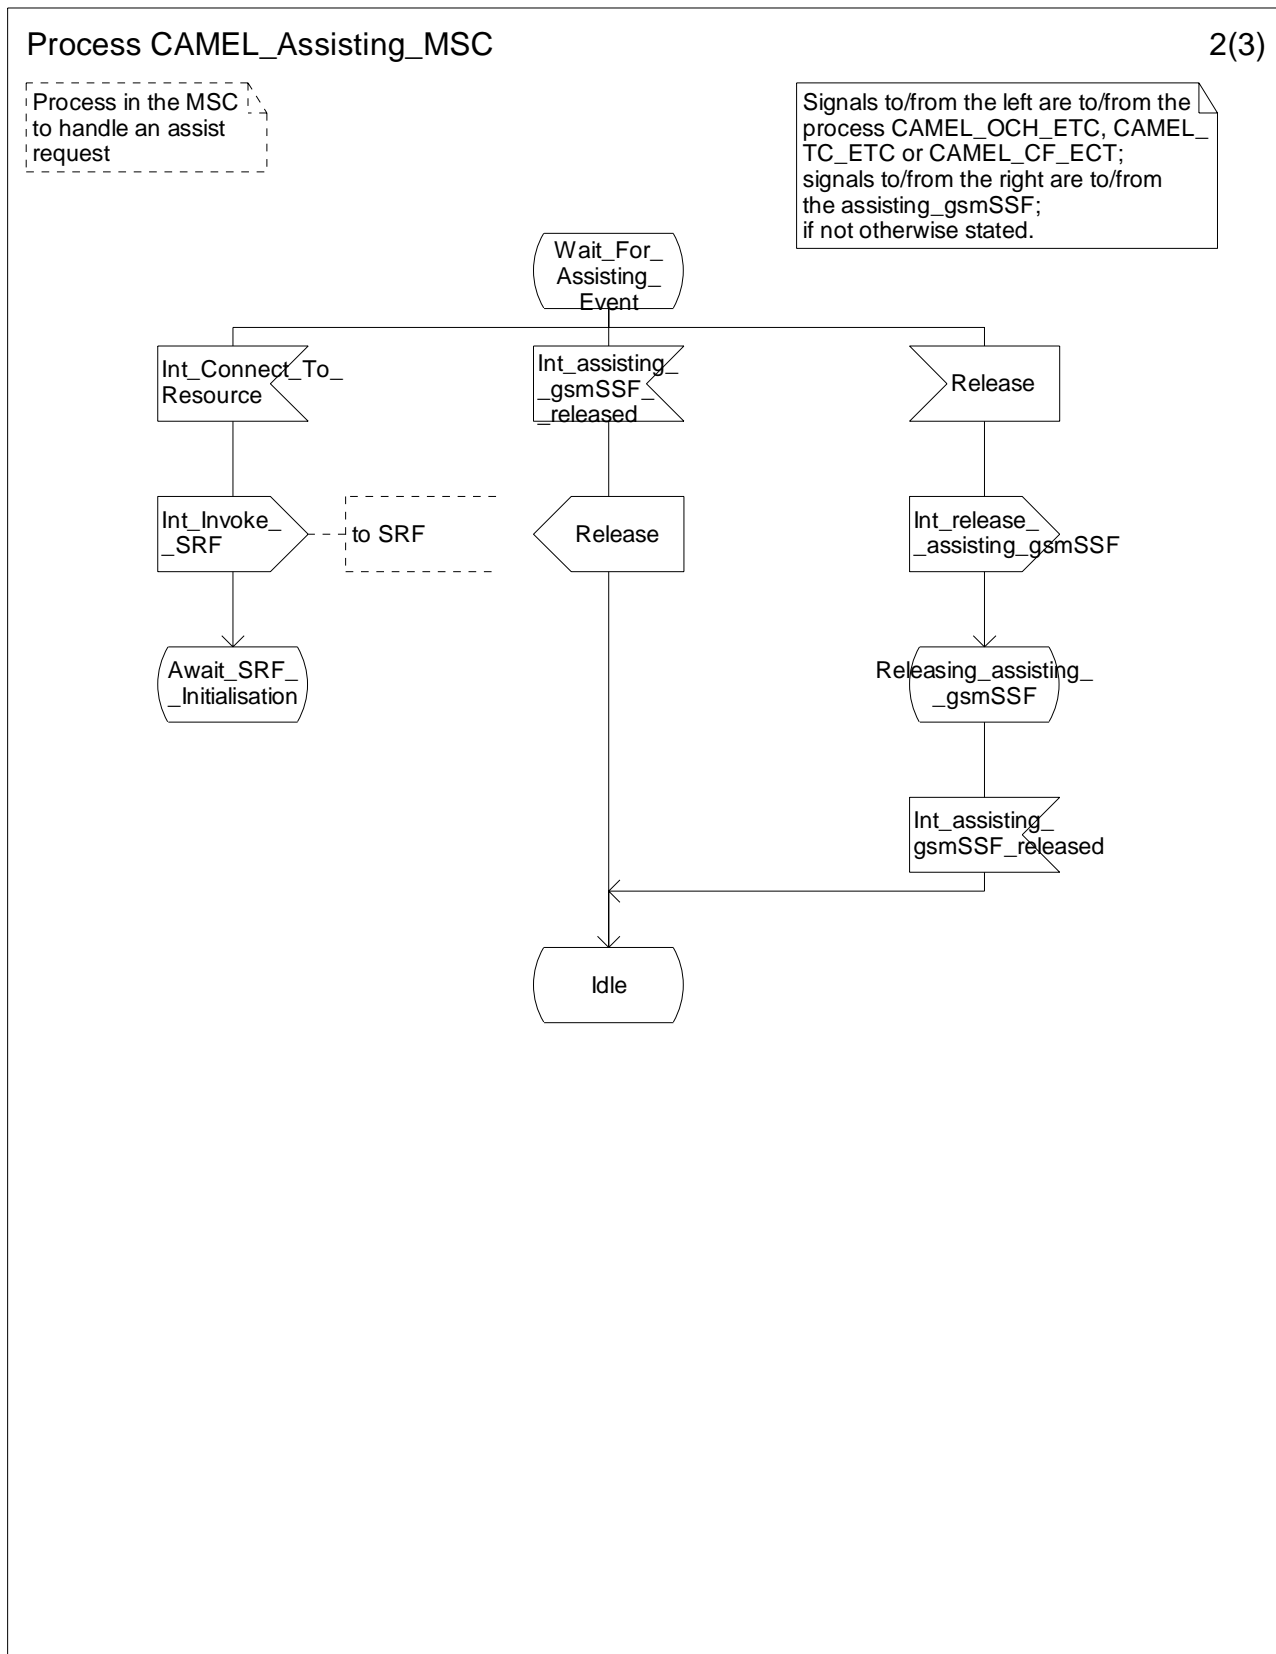 Process CAMEL_Assisting_MSC
2(3)
Process in the MSC
to handle an assist
request
Signals to/from the left are to/from the
process CAMEL_OCH_ETC, CAMEL_
TC_ETC or CAMEL_CF_ECT;
signals to/from the right are to/from
the assisting_gsmSSF;
if not otherwise stated.
Wait_For_
Assisting_
Event
Int_Connect_To_
Resource
Int_assisting_
_gsmSSF_
_released
Release
Int_Invoke_
_SRF
to SRF
Release
Int_release_
_assisting_gsmSSF
Await_SRF_
_Initialisation
Releasing_assisting_
_gsmSSF
Int_assisting_
gsmSSF_released
Idle